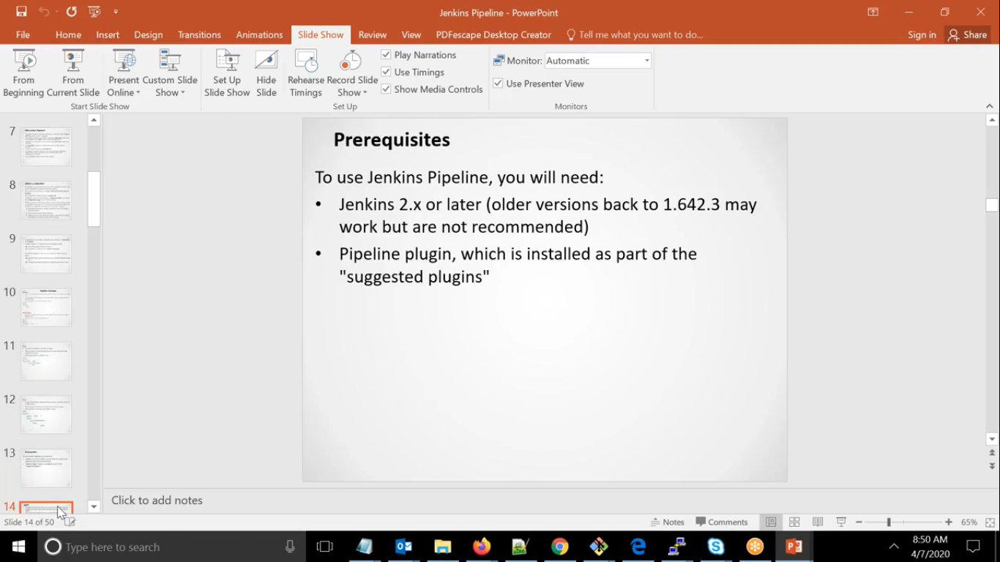 Jenkins Pipeline - PowerPoint
File Home Insert Design Transitions Animations Slide Show Review View PDFescape Desktop Creator Tell me what you want to do... Sign in Share
From Beginning
From Current Slide
Present Online
Custom Slide Show
Set Up Slide Show
Hide Slide
Rehearse Timings
Record Slide Show
Play Narrations
Use Timings
Show Media Controls
Monitor: Automatic
Use Presenter View
Start Slide Show Set Up Monitors
7
8
9
10
11
12
13
14
Prerequisites
To use Jenkins Pipeline, you will need:
• Jenkins 2.x or later (older versions back to 1.642.3 may
work but are not recommended)
• Pipeline plugin, which is installed as part of the
"suggested plugins"
Click to add notes
Slide 14 of 50 Notes Comments 65%
Type here to search
8:50 AM
4/7/2020